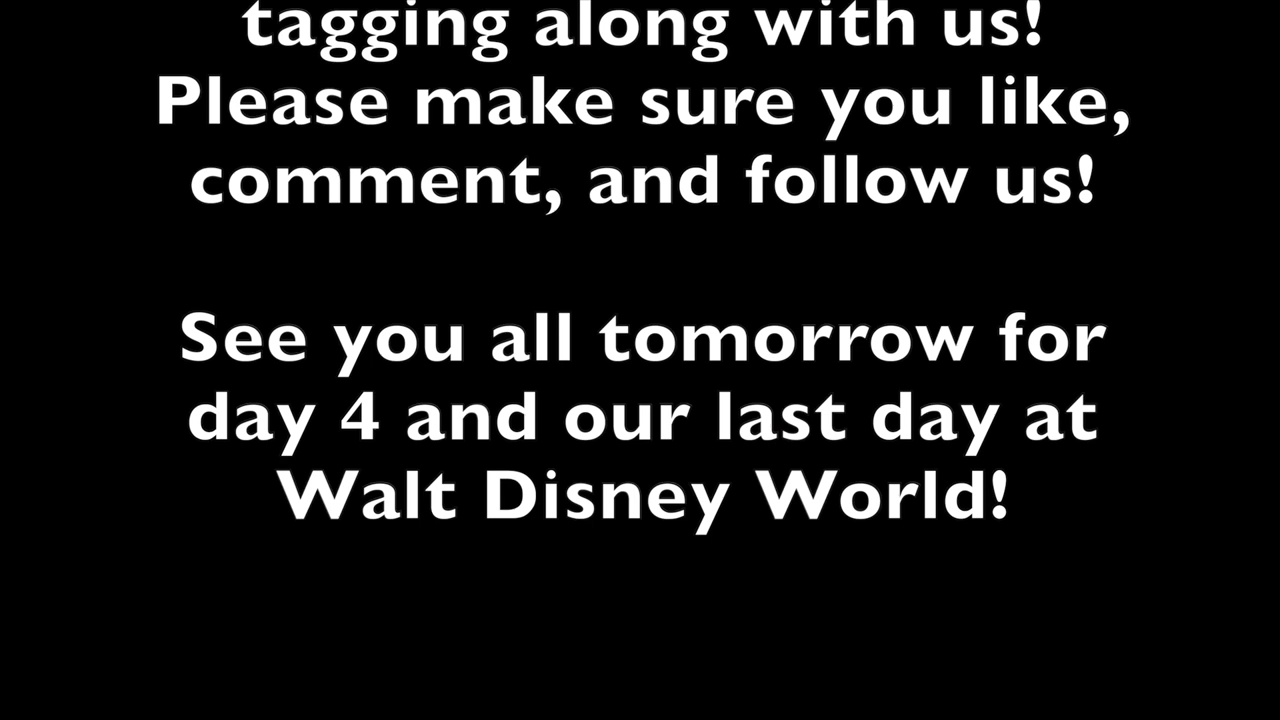 tagging along with us!
Please make sure you like,
comment, and follow us!
See you all tomorrow for
day 4 and our last day at
Walt Disney World!